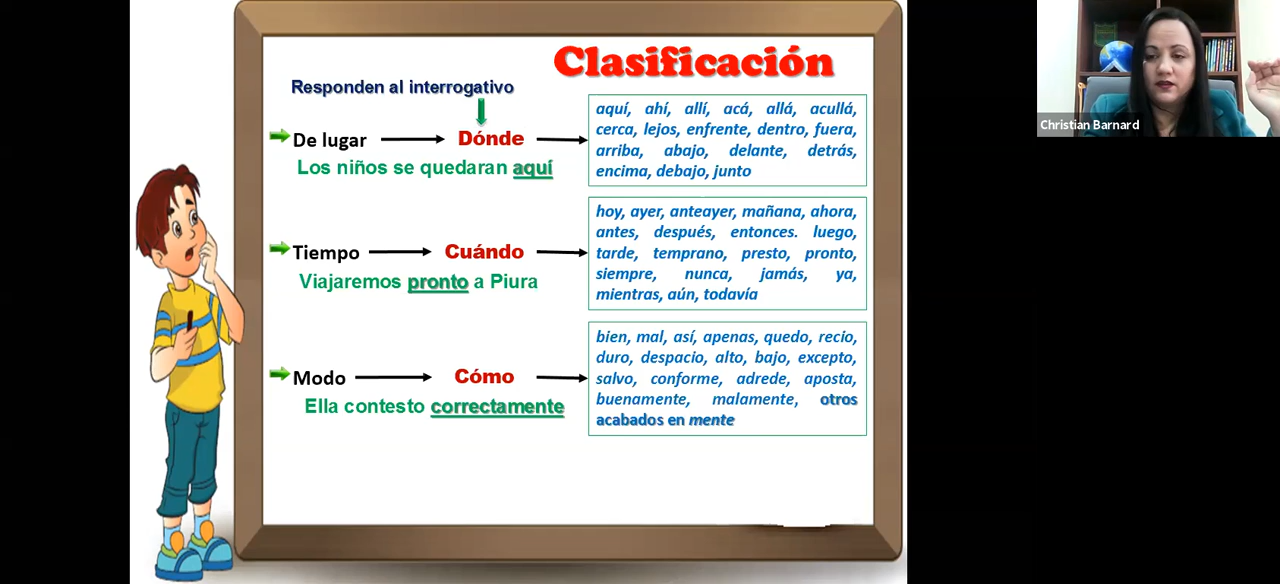 Clasificación
Responden al interrogativo
De lugar
Dónde
aquí, ahí, allí, acá, allá, acullá,
cerca, lejos, enfrente, dentro, fuera,
arriba, abajo, delante, detrás,
encima, debajo, junto
Los niños se quedaran aquí
Tiempo
Cuándo
hoy, ayer, anteayer, mañana, ahora,
antes, después, entonces. luego,
tarde, temprano, presto, pronto,
siempre, nunca, jamás, ya,
mientras, aún, todavía
Viajaremos pronto a Piura
Modo
Cómo
bien, mal, así, apenas, quedo, recio,
duro, despacio, alto, bajo, excepto,
salvo, conforme, adrede, aposta,
buenamente, malamente, otros
acabados en mente
Ella contesto correctamente
Christian Barnard